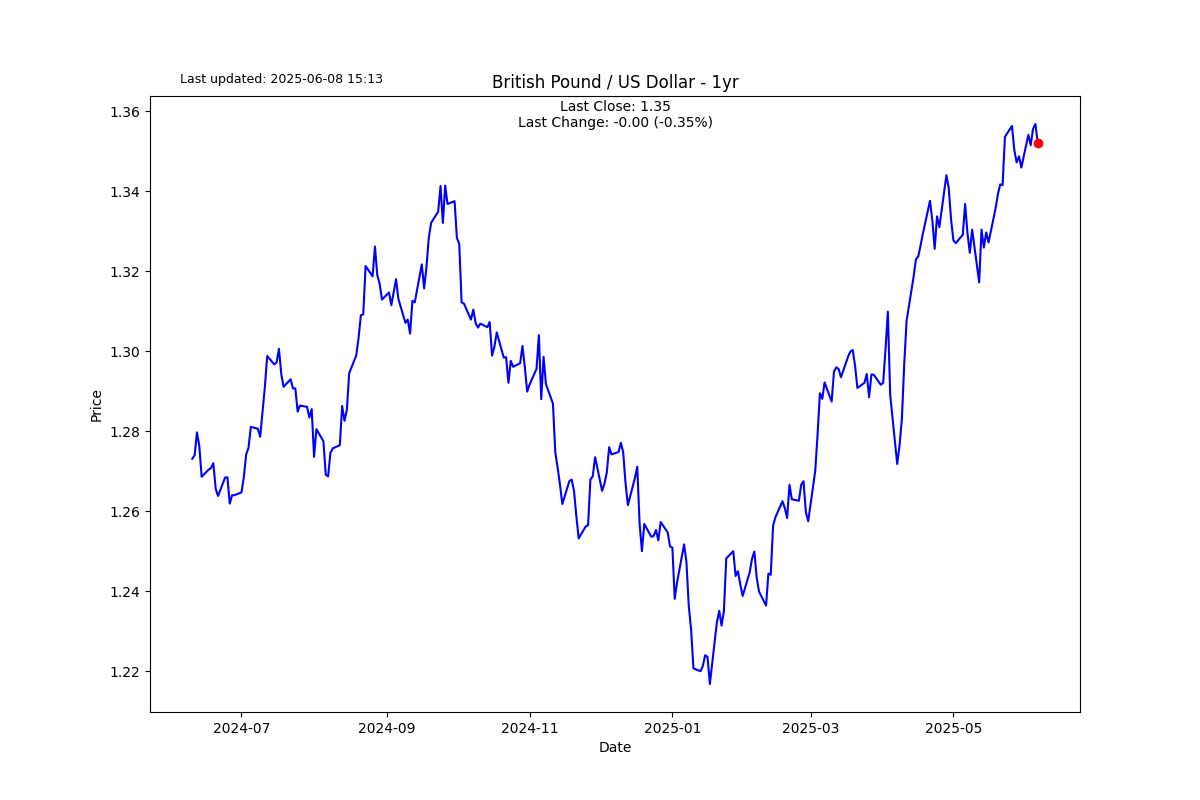 Last updated: 2025-06-08 15:13
British Pound / US Dollar - 1yr
Last Close: 1.35
Last Change: -0.00 (-0.35%)
1.36
1.34
1.32
1.30
1.28
1.26
1.24
1.22
Price
2024-07
2024-09
2024-11
2025-01
2025-03
2025-05
Date